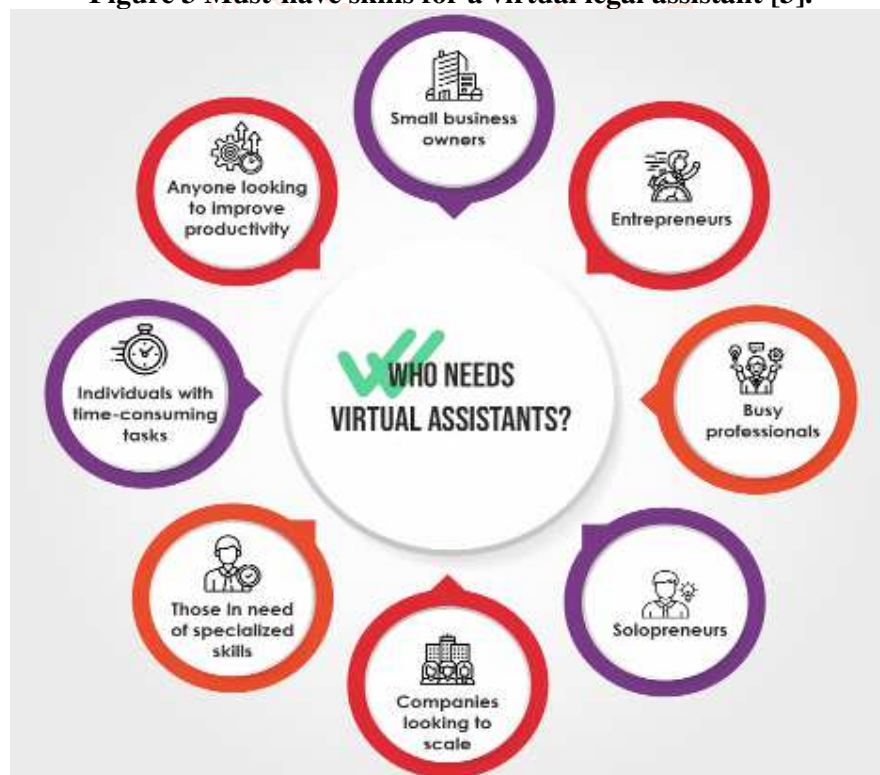 Figure 3 Must-have skills for a virtual legal assistant [3].
Small business
owners
Entrepreneurs
Busy
professionals
Solopreneurs
Companies
looking to
scale
Those In need
of specialized
skills
Individuals with
time-consuming
tasks
Anyone looking
to improve
productivity
WHO NEEDS
VIRTUAL ASSISTANTS?